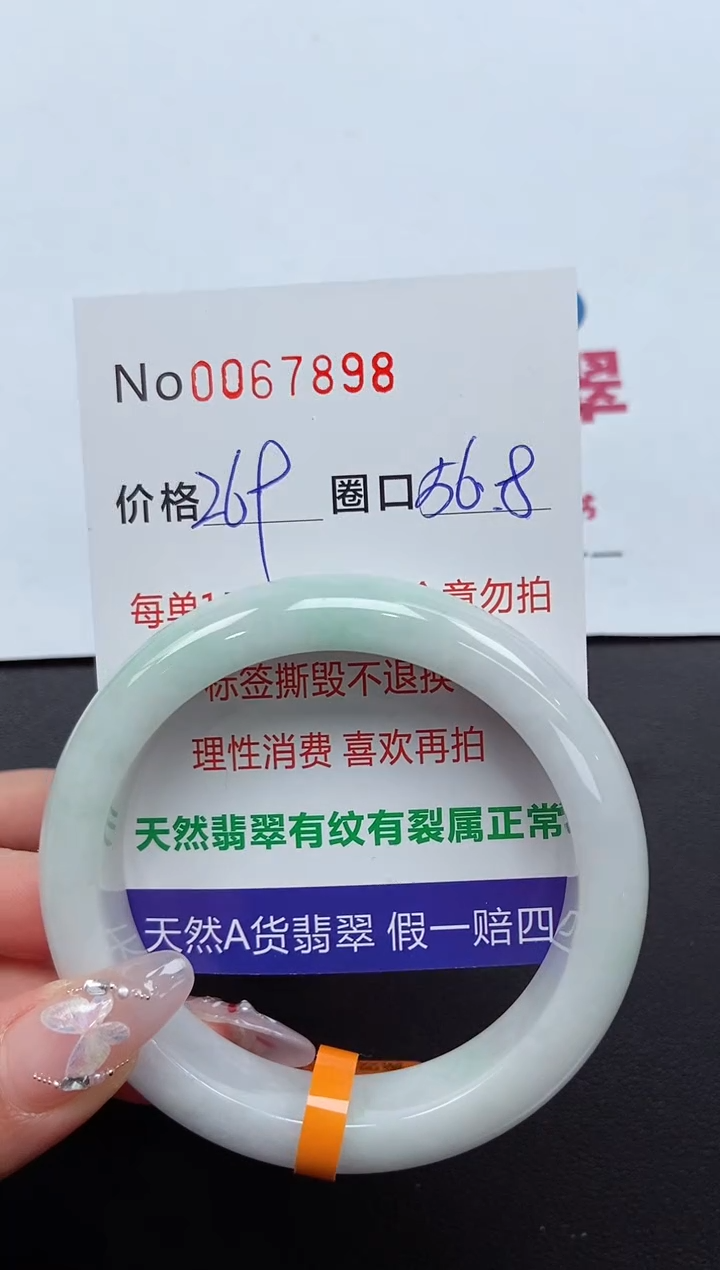 No0067898
价格269 圈口56.8
每单1 意勿拍
标签撕毁不退换
理性消费 喜欢再拍
天然翡翠有纹有裂属正常
天然A货翡翠 假一赔四